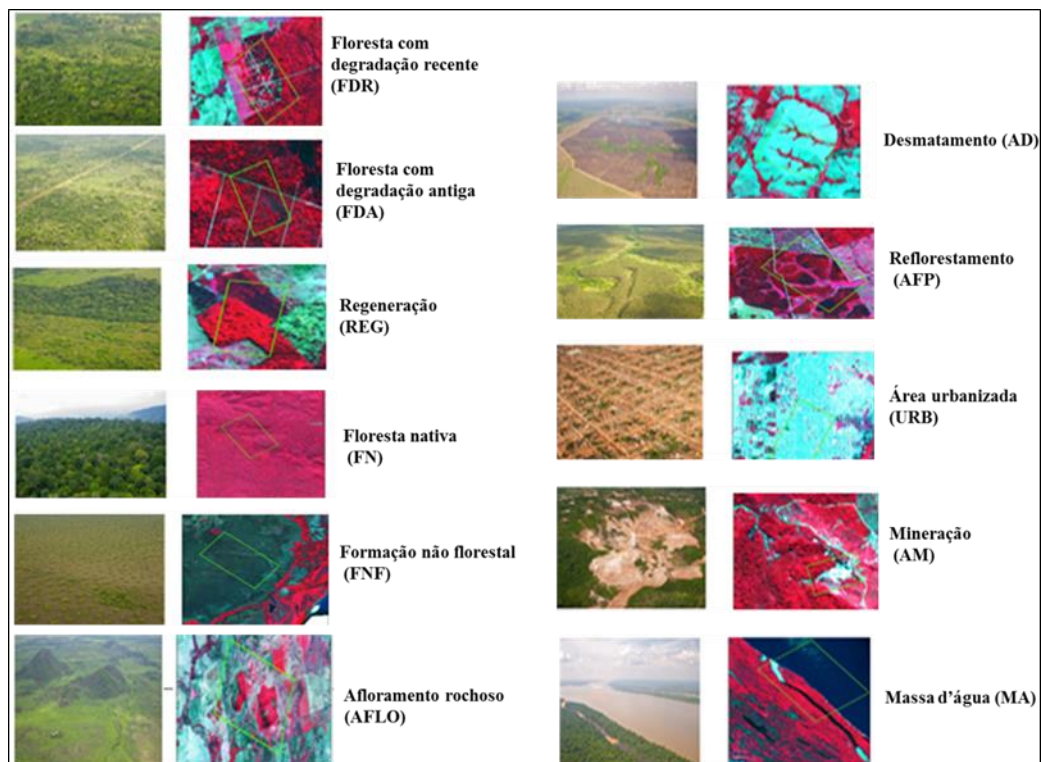 Floresta com
degradação recente
(FDR)
Floresta com
degradação antiga
(FDA)
Regeneração
(REG)
Floresta nativa
(FN)
Formação não florestal
(FNF)
Afloramento rochoso
(AFLO)
Desmatamento (AD)
Reflorestamento
(AFP)
Área urbanizada
(URB)
Mineração
(AM)
Massa d'água (MA)